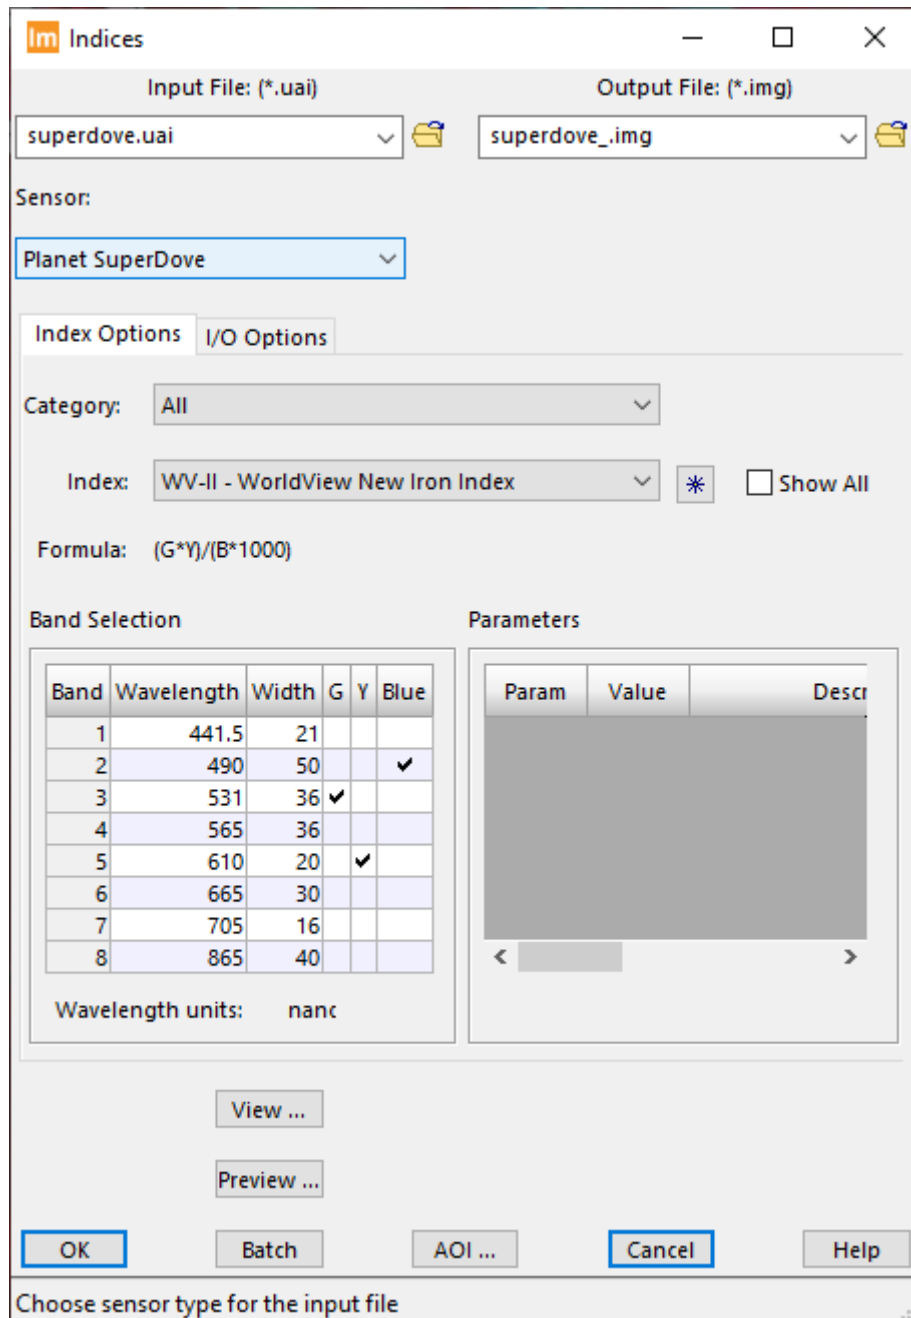 Im Indices
Input File: (*.uai) Output File: (*.img)
superdove.uai superdove_.img
Sensor:
Planet SuperDove
Index Options I/O Options
Category: All
Index: WV-II - WorldView New Iron Index Show All
Formula: (G*Y)/(B*1000)
Band Selection Parameters
Band Wavelength Width G Y Blue Param Value Descr
1 441.5 21
2 490 50 ✔
3 531 36 ✔
4 565 36
5 610 20 ✔
6 665 30
7 705 16
8 865 40
Wavelength units: nanc
View ...
Preview ...
OK Batch AOI ... Cancel Help
Choose sensor type for the input file